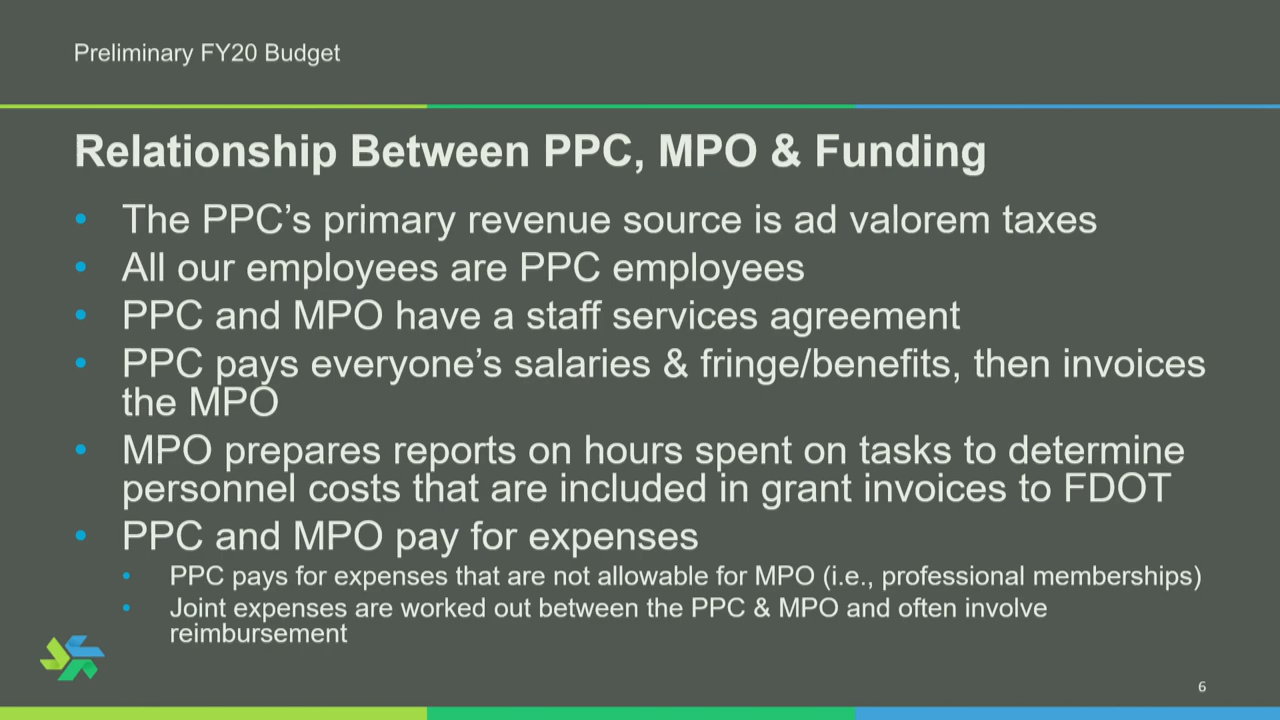 Preliminary FY20 Budget
Relationship Between PPC, MPO & Funding
• The PPC’s primary revenue source is ad valorem taxes
• All our employees are PPC employees
• PPC and MPO have a staff services agreement
• PPC pays everyone’s salaries & fringe/benefits, then invoices
the MPO
• MPO prepares reports on hours spent on tasks to determine
personnel costs that are included in grant invoices to FDOT
• PPC and MPO pay for expenses
• PPC pays for expenses that are not allowable for MPO (i.e., professional memberships)
• Joint expenses are worked out between the PPC & MPO and often involve
reimbursement
6